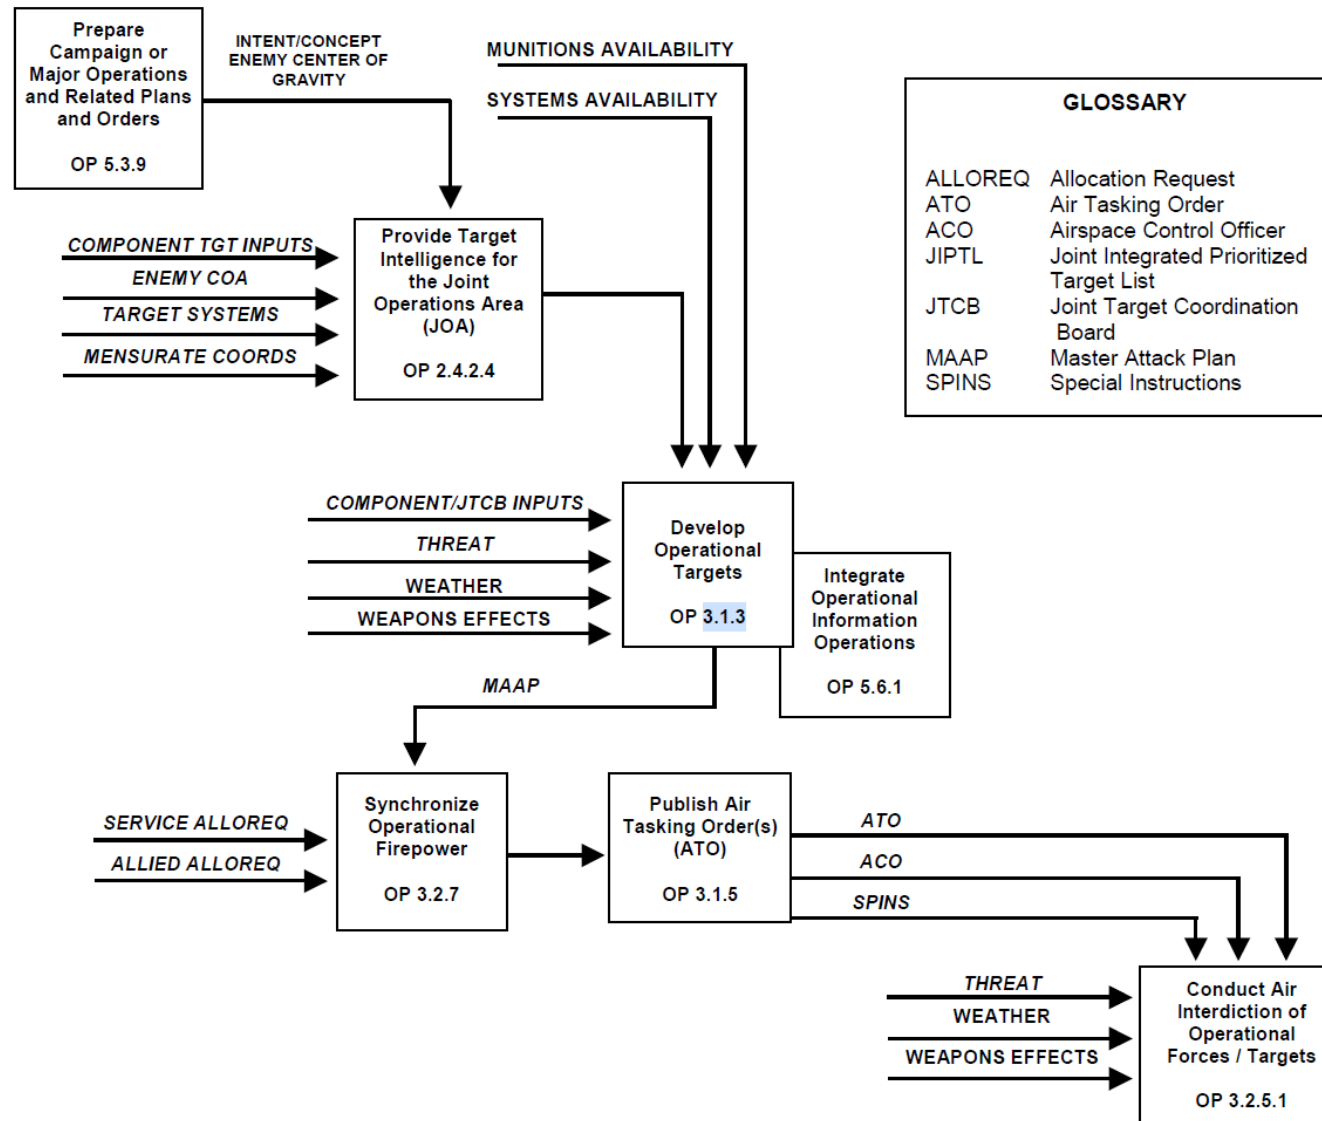 Prepare
Campaign or
Major Operations
and Related Plans
and Orders
OP 5.3.9
INTENT/CONCEPT
ENEMY CENTER OF
GRAVITY
MUNITIONS AVAILABILITY
SYSTEMS AVAILABILITY
GLOSSARY
ALLOREQ Allocation Request
ATO Air Tasking Order
ACO Airspace Control Officer
JIPTL Joint Integrated Prioritized
Target List
JTCB Joint Target Coordination
Board
MAAP Master Attack Plan
SPINS Special Instructions
COMPONENT TGT INPUTS
ENEMY COA
TARGET SYSTEMS
MENSURATE COORDS
Provide Target
Intelligence for
the Joint
Operations Area
(JOA)
OP 2.4.2.4
COMPONENT/JTCB INPUTS
THREAT
WEATHER
WEAPONS EFFECTS
Develop
Operational
Targets
OP 3.1.3
Integrate
Operational
Information
Operations
OP 5.6.1
MAAP
SERVICE ALLOREQ
ALLIED ALLOREQ
Synchronize
Operational
Firepower
OP 3.2.7
Publish Air
Tasking Order(s)
(ATO)
OP 3.1.5
ATO
ACO
SPINS
THREAT
WEATHER
WEAPONS EFFECTS
Conduct Air
Interdiction of
Operational
Forces / Targets
OP 3.2.5.1